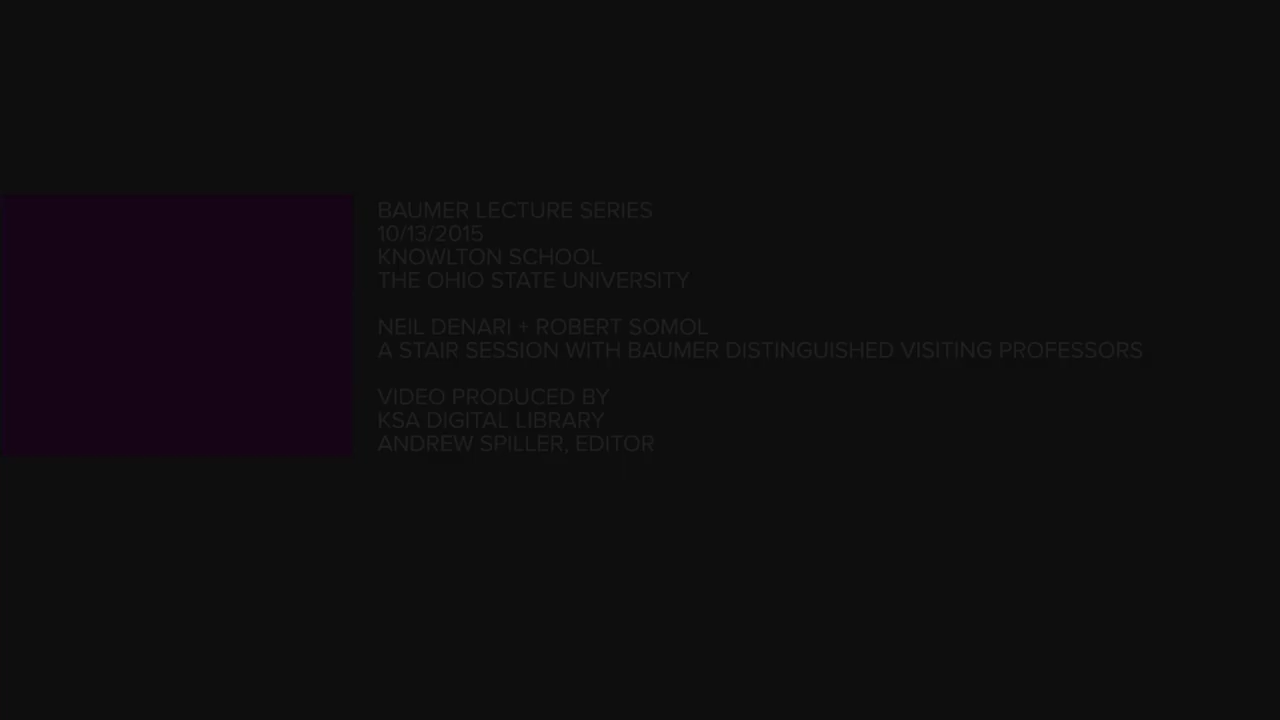 BAUMER LECTURE SERIES
10/13/2015
KNOWLTON SCHOOL
THE OHIO STATE UNIVERSITY
NEIL DENARI + ROBERT SOMOL
A STAIR SESSION WITH BAUMER DISTINGUISHED VISITING PROFESSORS
VIDEO PRODUCED BY
KSA DIGITAL LIBRARY
ANDREW SPILLER, EDITOR